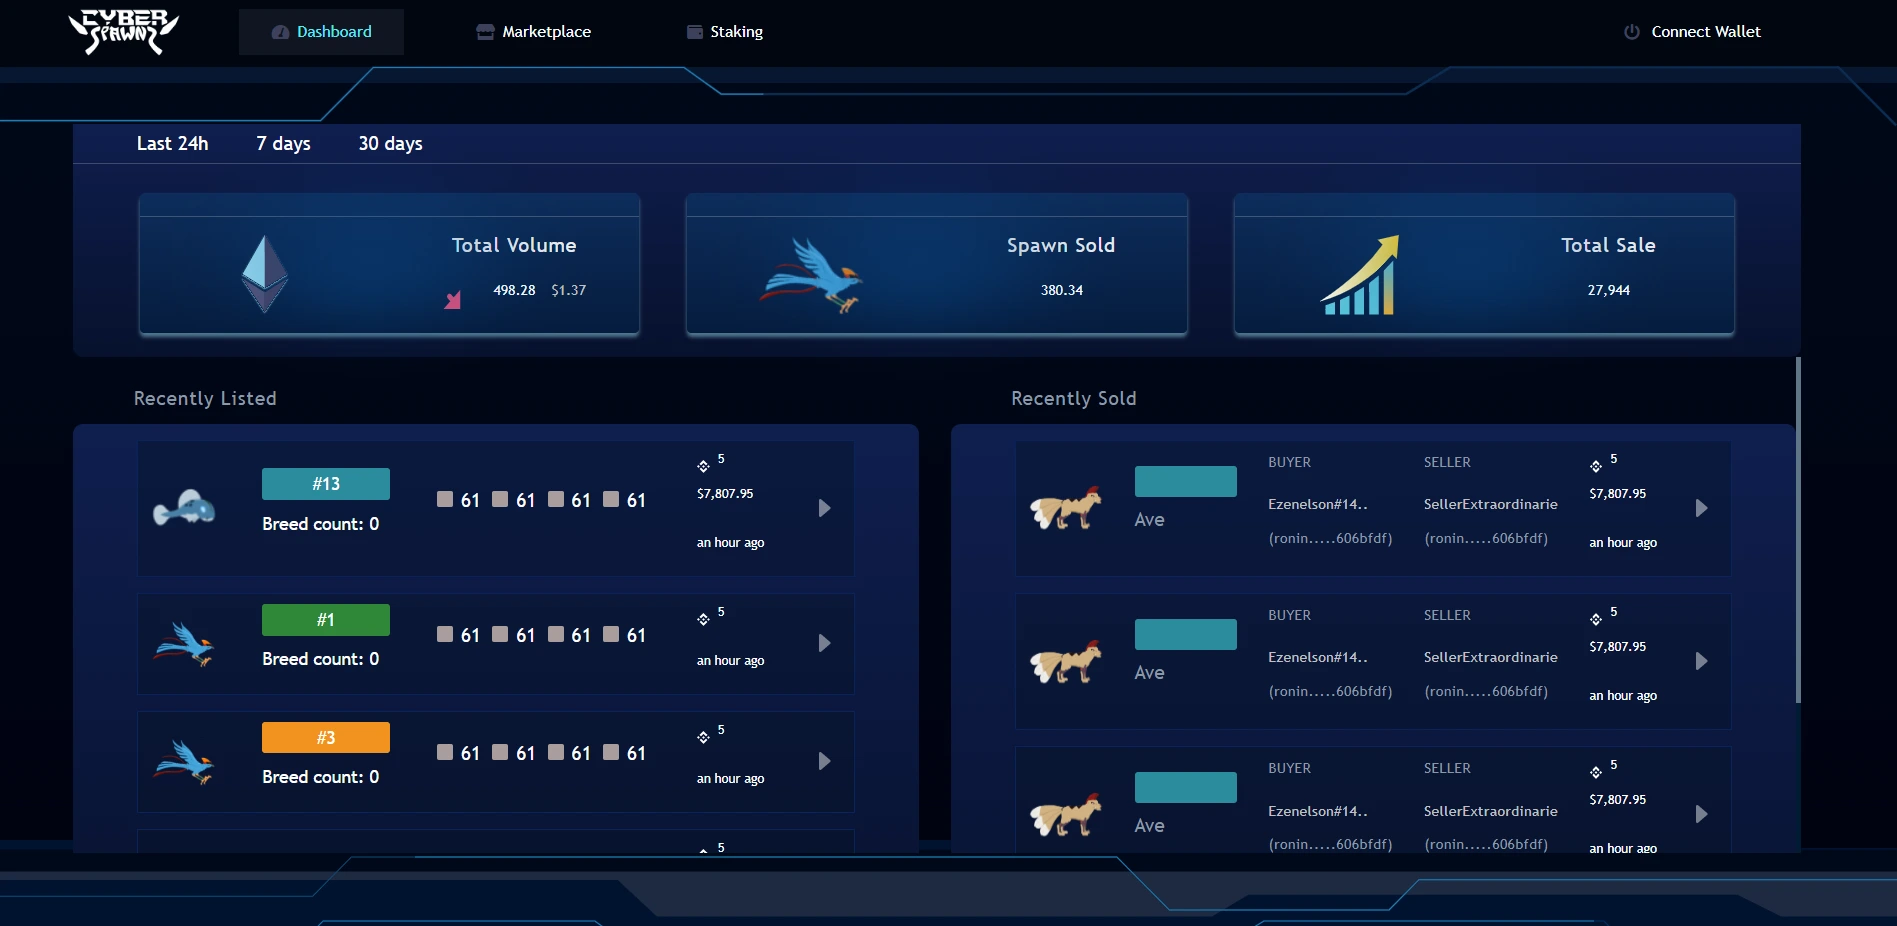 CYBER
SPAWNZ
Dashboard
Marketplace
Staking
Connect Wallet
Last 24h
7 days
30 days
Total Volume
498.28 $1.37
Spawn Sold
380.34
Total Sale
27,944
Recently Listed
#13
Breed count: 0
61 61 61 61
5
$7,807.95
an hour ago
#1
Breed count: 0
61 61 61 61
5
an hour ago
#3
Breed count: 0
61 61 61 61
5
an hour ago
5
Recently Sold
Ave
BUYER
Ezenelson#14..
(ronin.....606bfdf)
SELLER
SellerExtraordinarie
(ronin.....606bfdf)
5
$7,807.95
an hour ago
Ave
BUYER
Ezenelson#14..
(ronin.....606bfdf)
SELLER
SellerExtraordinarie
(ronin.....606bfdf)
5
$7,807.95
an hour ago
Ave
BUYER
Ezenelson#14..
(ronin.....606bfdf)
SELLER
SellerExtraordinarie
(ronin.....606bfdf)
5
$7,807.95
an hour ago